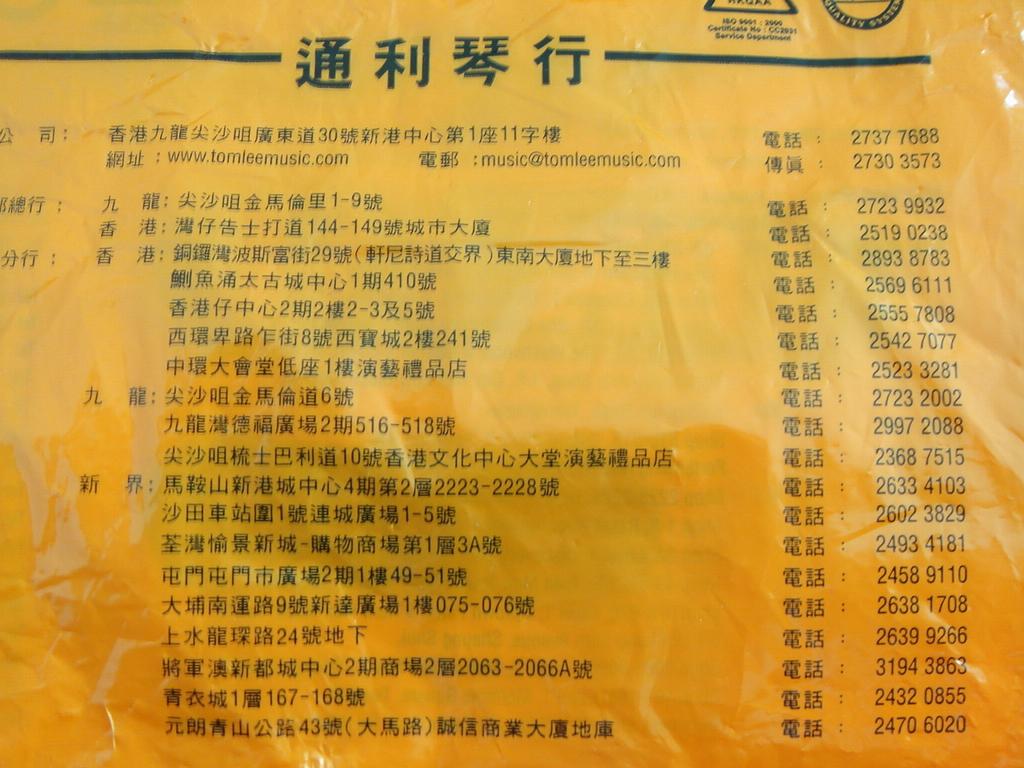 HKQAA
ISO 9001 : 2000
Certificate No : CC2931
Service Department
QUALITY SYSTEM
通利琴行
公 司： 香港九龍尖沙咀廣東道30號新港中心第1座11字樓 電話： 2737 7688
網址：www.tomleemusic.com 電郵：music@tomleemusic.com 傳眞： 2730 3573
總行： 九 龍：尖沙咀金馬倫里1-9號 電話： 2723 9932
香 港：灣仔告士打道144-149號城市大廈 電話： 2519 0238
分行： 香 港：銅鑼灣波斯富街29號(軒尼詩道交界)東南大廈地下至三樓 電話： 2893 8783
鰂魚涌太古城中心1期410號 電話： 2569 6111
香港仔中心2期2樓2-3及5號 電話： 2555 7808
西環卑路乍街8號西寶城2樓241號 電話： 2542 7077
中環大會堂低座1樓演藝禮品店 電話： 2523 3281
九 龍：尖沙咀金馬倫道6號 電話： 2723 2002
九龍灣德福廣場2期516-518號 電話： 2997 2088
尖沙咀梳士巴利道10號香港文化中心大堂演藝禮品店 電話： 2368 7515
新 界：馬鞍山新港城中心4期第2層2223-2228號 電話： 2633 4103
沙田車站圍1號連城廣場1-5號 電話： 2602 3829
荃灣愉景新城-購物商場第1層3A號 電話： 2493 4181
屯門屯門市廣場2期1樓49-51號 電話： 2458 9110
大埔南運路9號新達廣場1樓075-076號 電話： 2638 1708
上水龍琛路24號地下 電話： 2639 9266
將軍澳新都城中心2期商場2層2063-2066A號 電話： 3194 3863
青衣城1層167-168號 電話： 2432 0855
元朗青山公路43號(大馬路)誠信商業大廈地庫 電話： 2470 6020